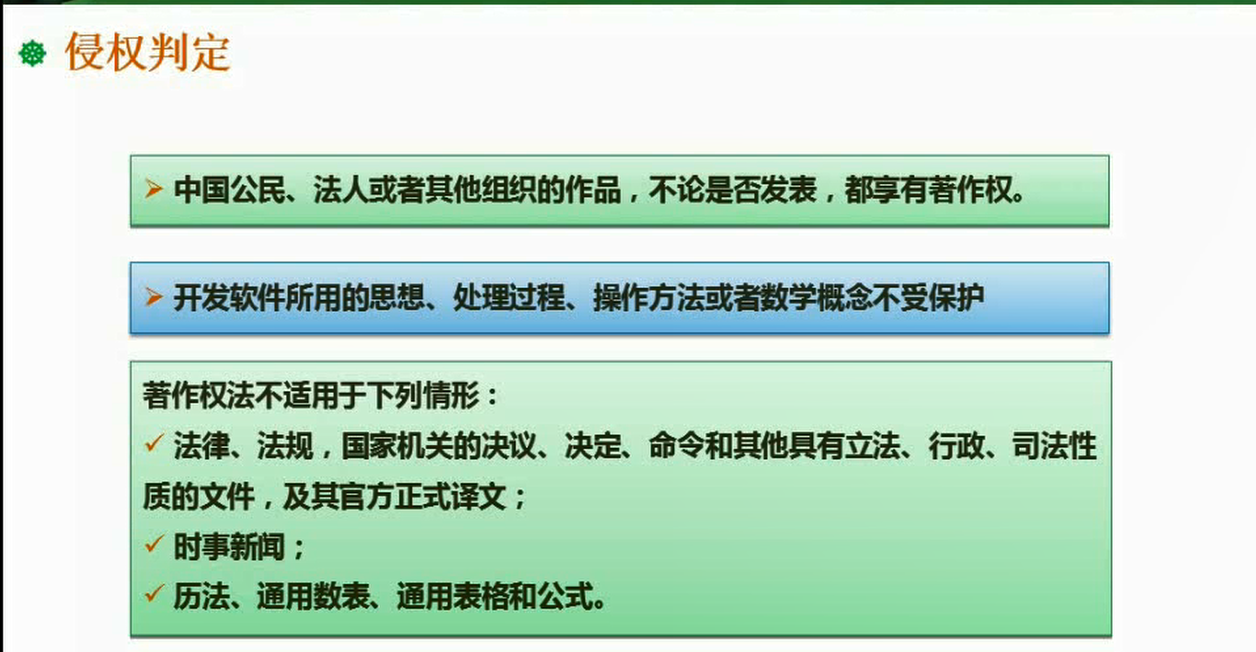 侵权判定
中国公民、法人或者其他组织的作品，不论是否发表，都享有著作权。
开发软件所用的思想、处理过程、操作方法或者数学概念不受保护
著作权法不适用于下列情形：
✓ 法律、法规，国家机关的决议、决定、命令和其他具有立法、行政、司法性
质的文件，及其官方正式译文；
✓ 时事新闻；
✓ 历法、通用数表、通用表格和公式。